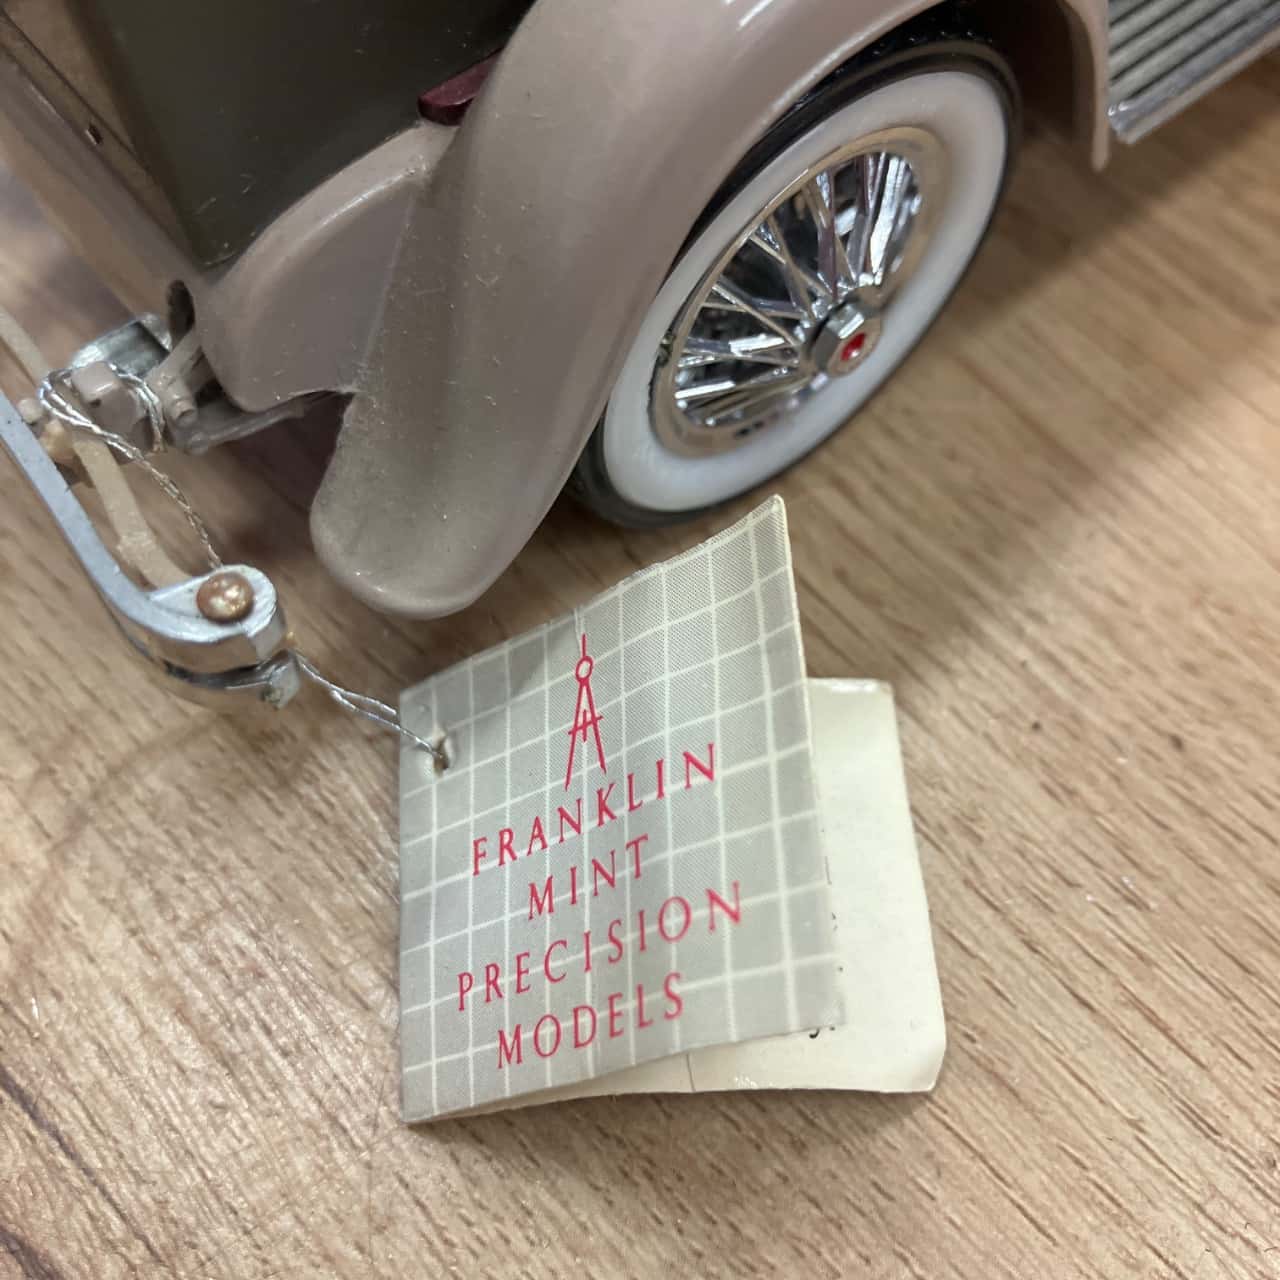 FRANKLIN
MINT
PRECISION
MODELS